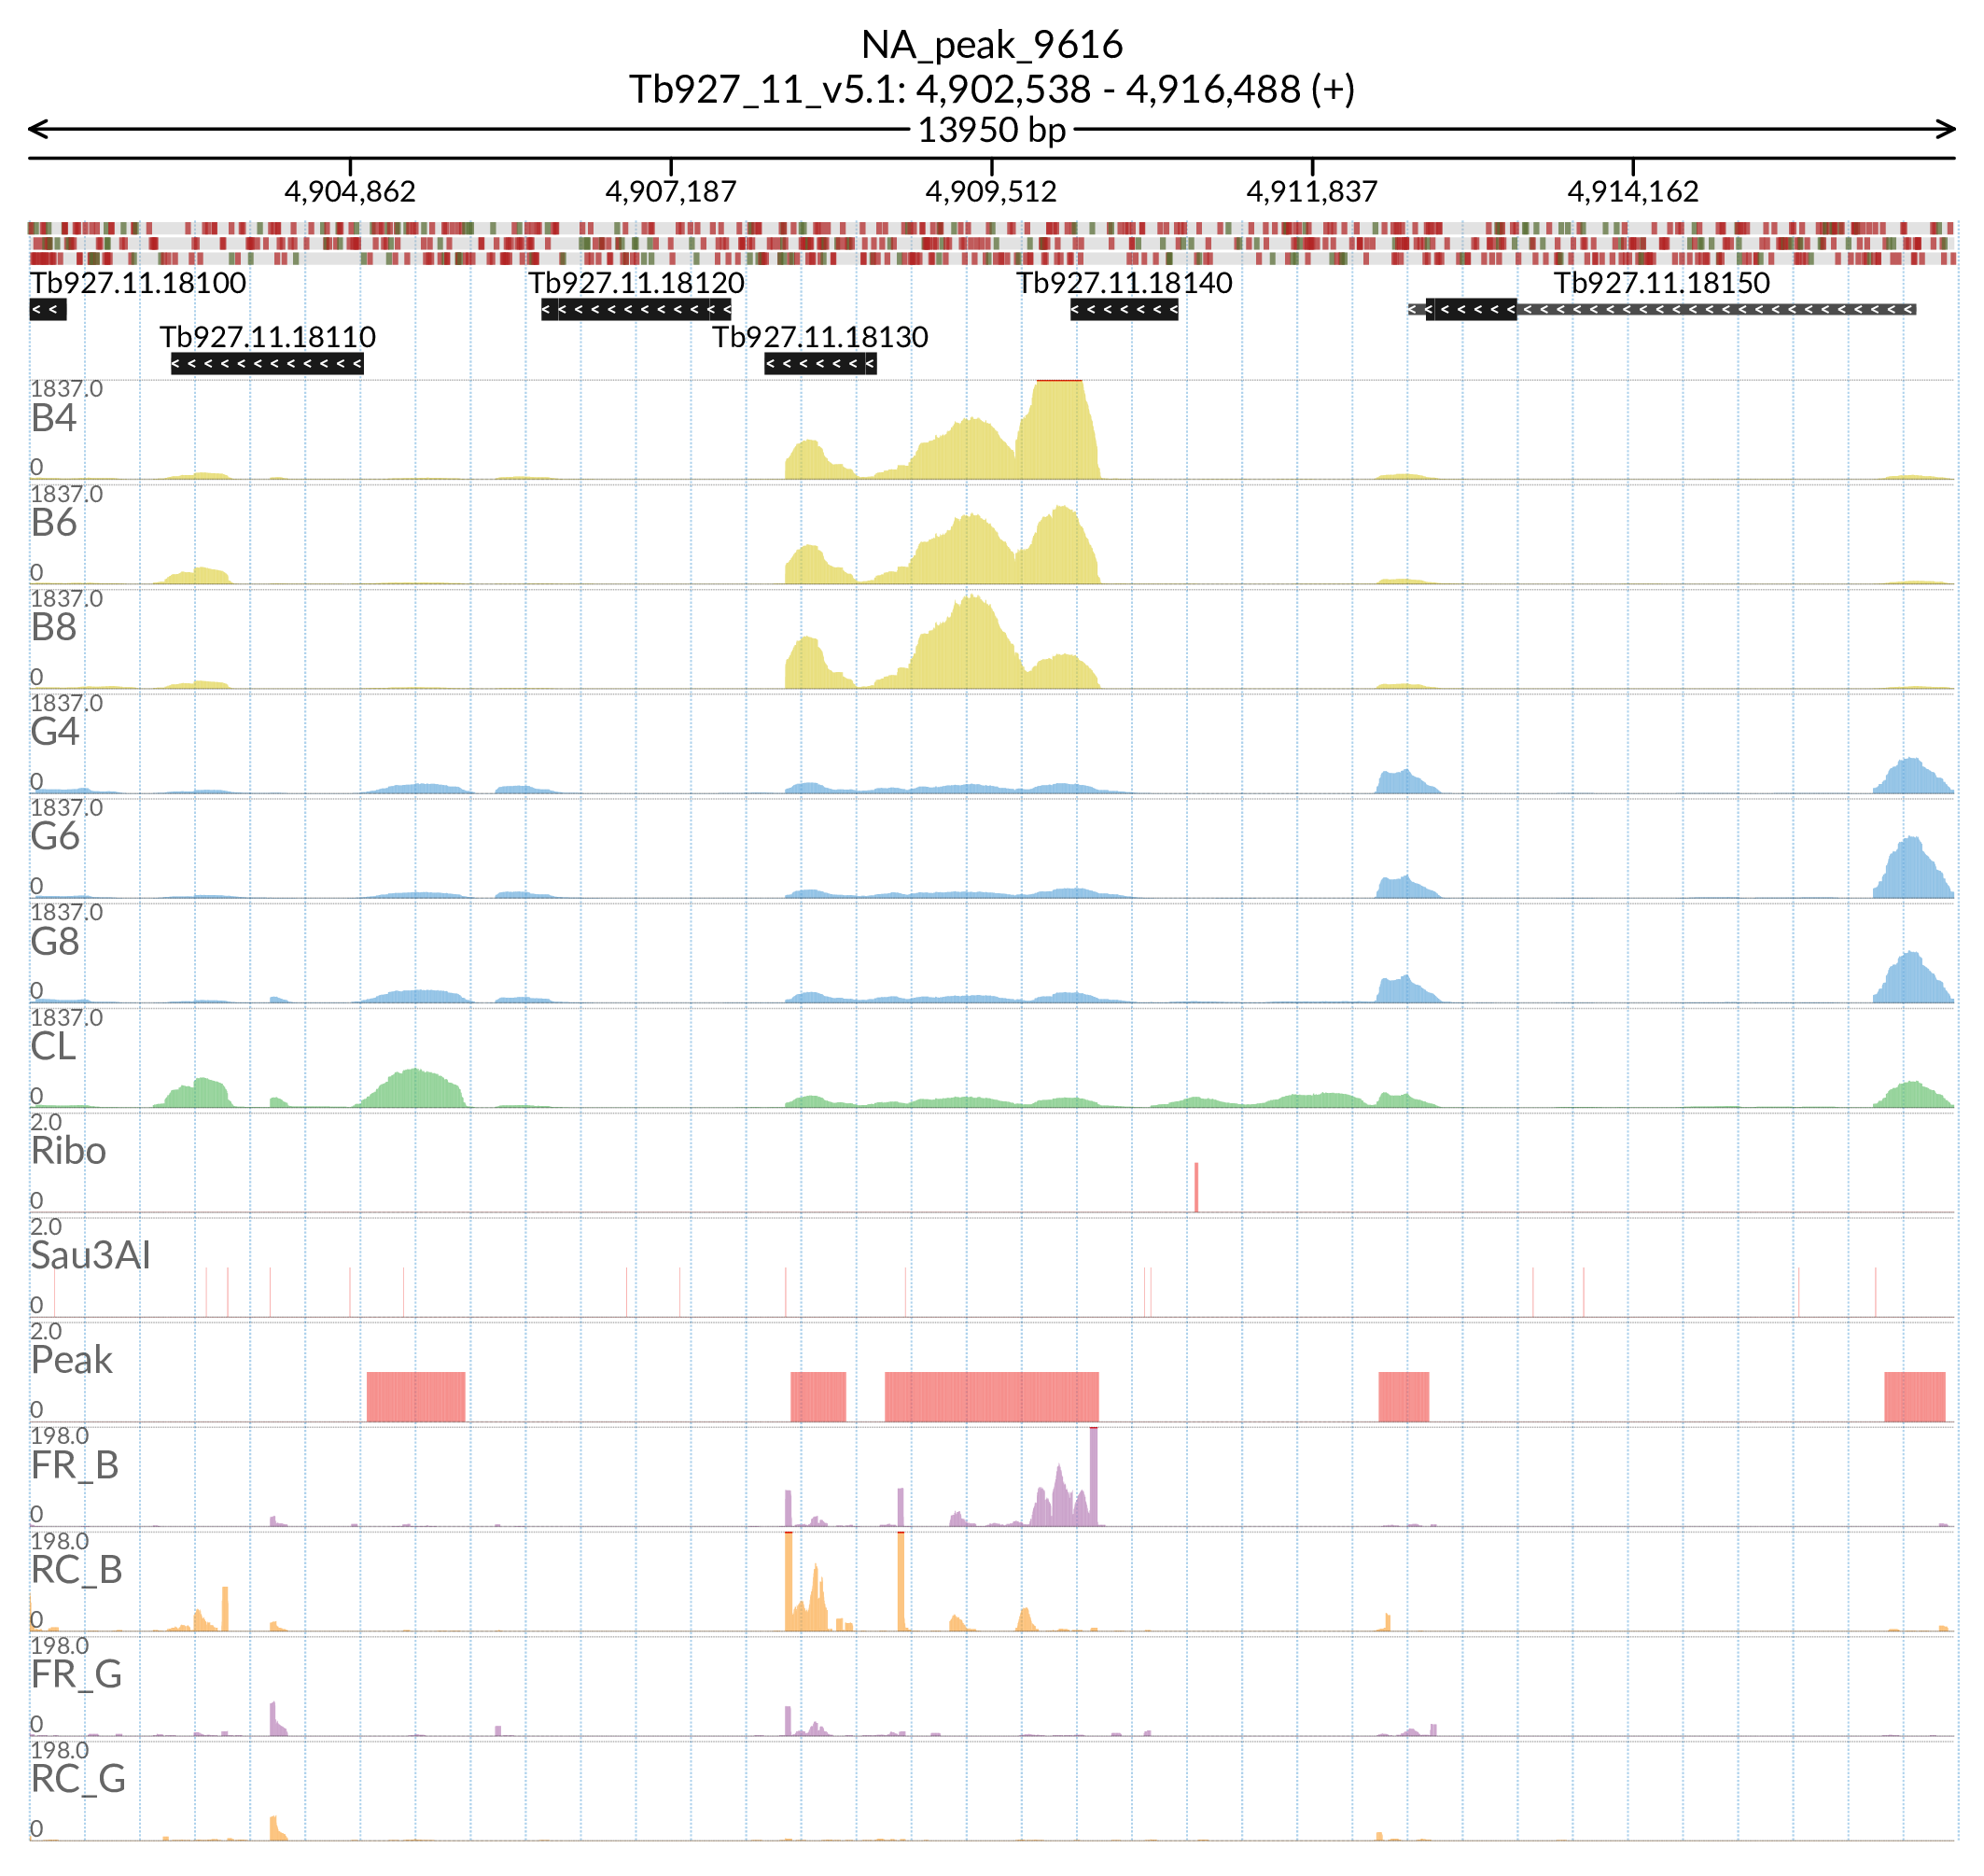 NA_peak_9616
Tb927_11_v5.1: 4,902,538 - 4,916,488 (+)
13950 bp
4,904,862 4,907,187 4,909,512 4,911,837 4,914,162
Tb927.11.18100 Tb927.11.18120 Tb927.11.18140 Tb927.11.18150
Tb927.11.18110 Tb927.11.18130
1837.0
B4
0
1837.0
B6
0
1837.0
B8
0
1837.0
G4
0
1837.0
G6
0
1837.0
G8
0
1837.0
CL
0
2.0
Ribo
0
2.0
Sau3AI
0
2.0
Peak
0
198.0
FR_B
0
198.0
RC_B
0
198.0
FR_G
0
198.0
RC_G
0